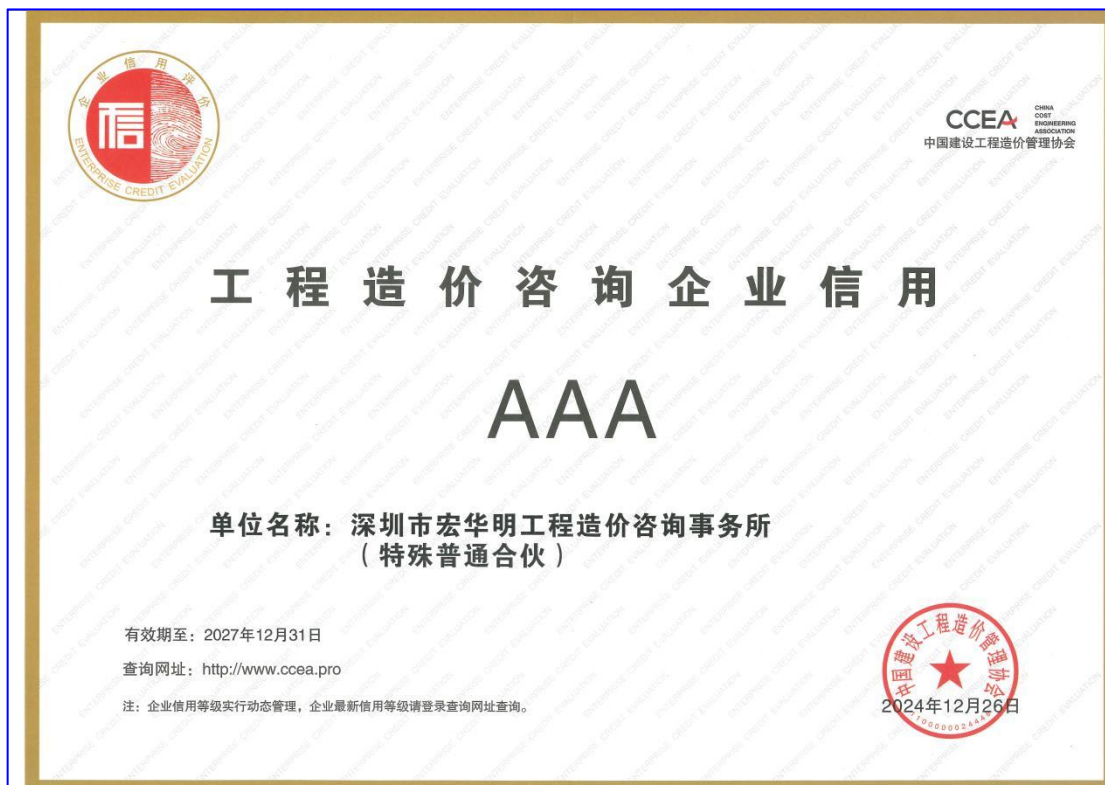 企业信用评价
信
ENTERPRISE CREDIT EVALUATION
CCEA
CHINA
COST
ENGINEERING
ASSOCIATION
中国建设工程造价管理协会
工程造价咨询企业信用
AAA
单位名称：深圳市宏华明工程造价咨询事务所
（特殊普通合伙）
有效期至：2027年12月31日
查询网址：http://www.ccea.pro
注：企业信用等级实行动态管理，企业最新信用等级请登录查询网址查询。
中国建设工程造价管理协会
2024年12月26日